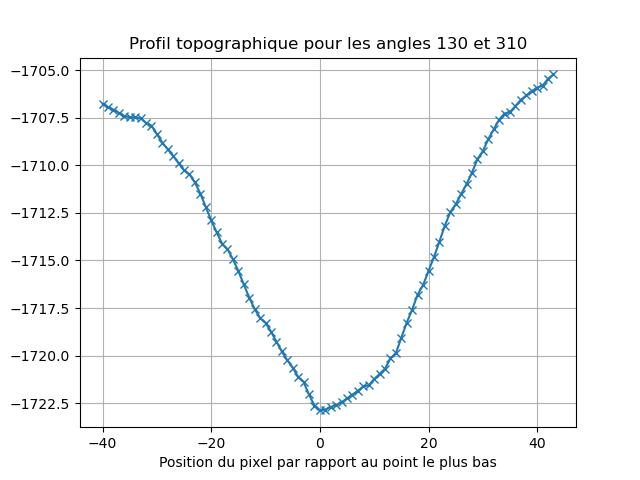 Profil topographique pour les angles 130 et 310
−1705.0
−1707.5
−1710.0
−1712.5
−1715.0
−1717.5
−1720.0
−1722.5
−40 −20 0 20 40
Position du pixel par rapport au point le plus bas